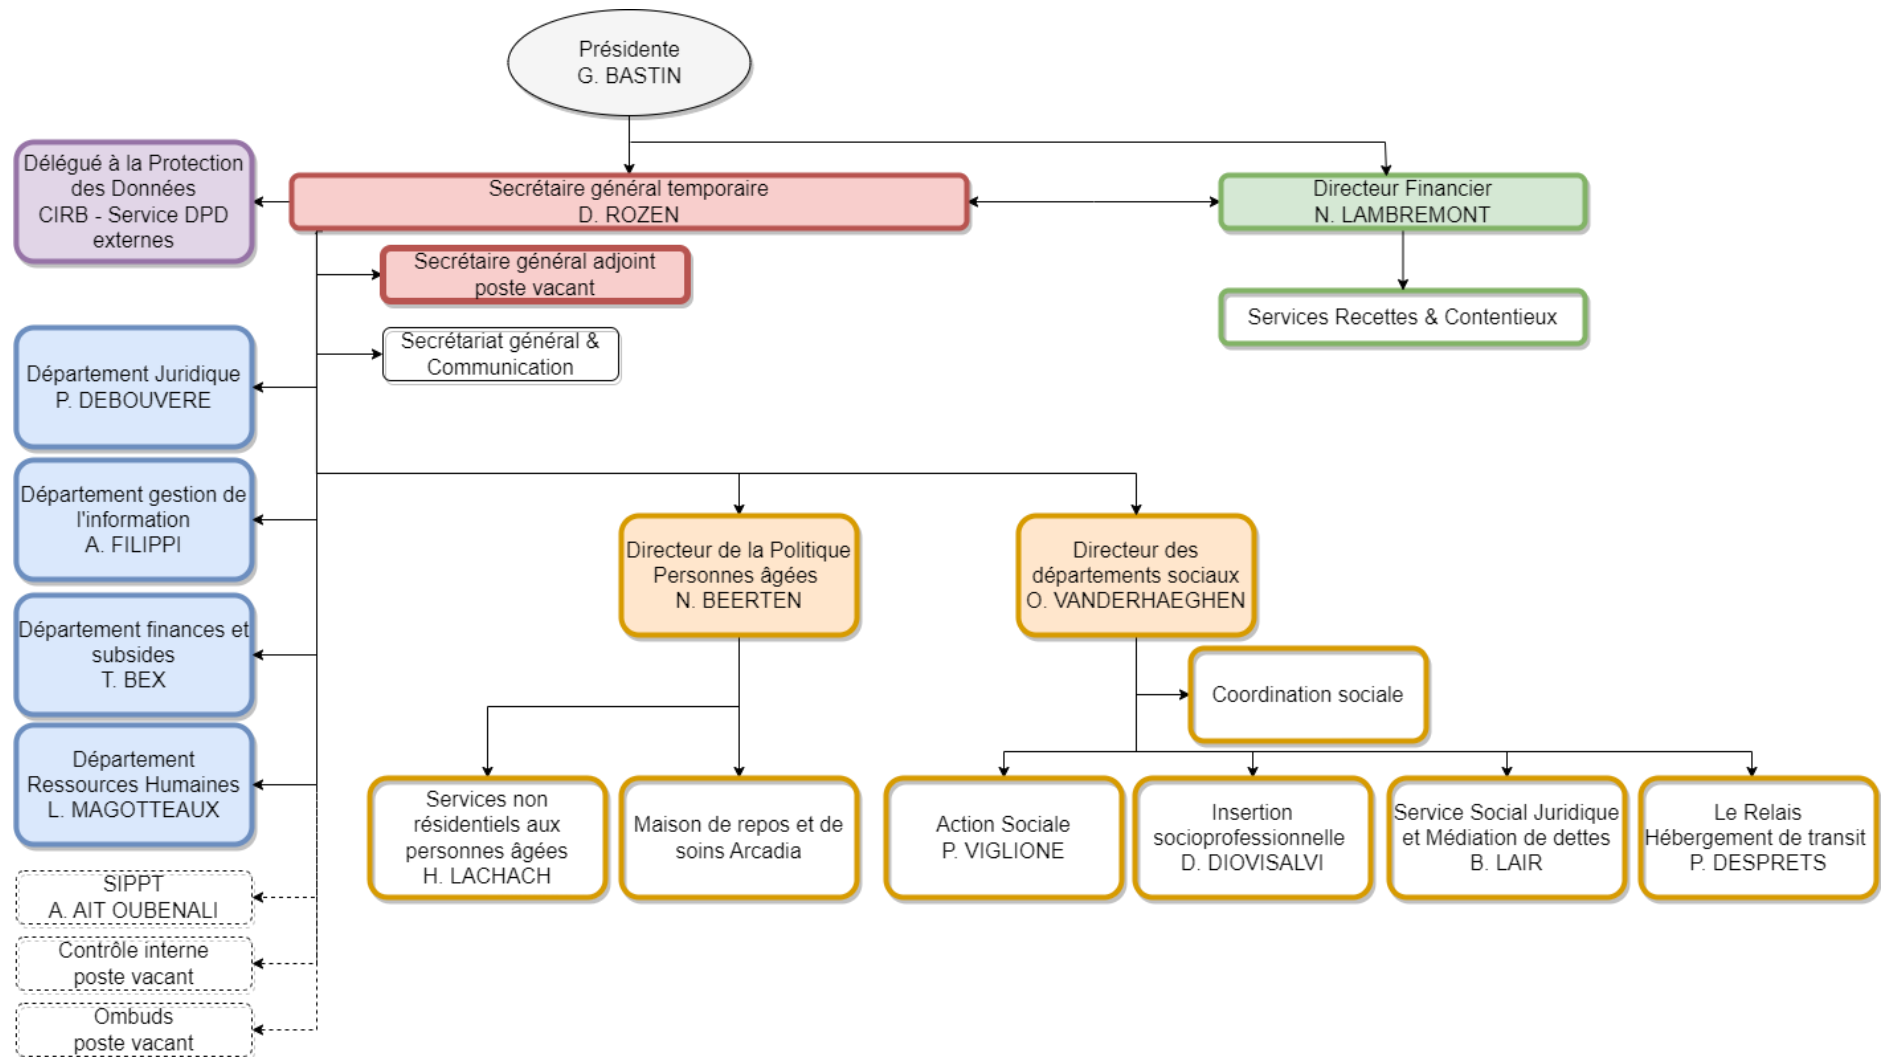 Présidente
G. BASTIN
Délégué à la Protection
des Données
CIRB - Service DPD
externes
Secrétaire général temporaire
D. ROZEN
Directeur Financier
N. LAMBREMONT
Secrétaire général adjoint
poste vacant
Services Recettes & Contentieux
Secrétariat général &
Communication
Département Juridique
P. DEBOUVERE
Département gestion de
l'information
A. FILIPPI
Directeur de la Politique
Personnes âgées
N. BEERTEN
Directeur des
départements sociaux
O. VANDERHAEGHEN
Département finances et
subsides
T. BEX
Coordination sociale
Département
Ressources Humaines
L. MAGOTTEAUX
Services non
résidentiels aux
personnes âgées
H. LACHACH
Maison de repos et de
soins Arcadia
Action Sociale
P. VIGLIONE
Insertion
socioprofessionnelle
D. DIOVISALVI
Service Social Juridique
et Médiation de dettes
B. LAIR
Le Relais
Hébergement de transit
P. DESPRETS
SIPPT
A. AIT OUBENALI
Contrôle interne
poste vacant
Ombuds
poste vacant